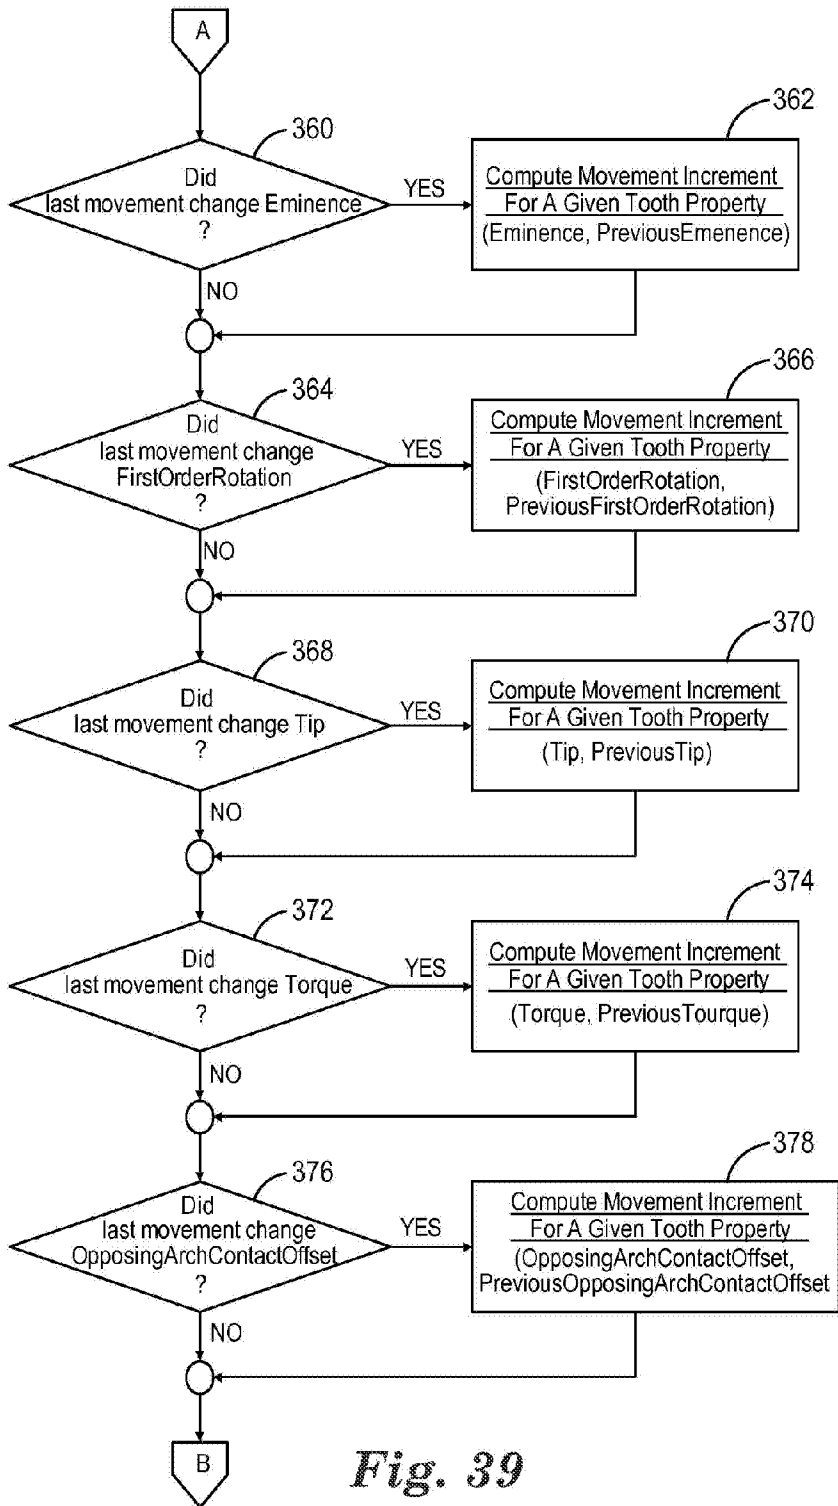 A
360
Did
last movement change Eminence
?
YES
362
Compute Movement Increment
For A Given Tooth Property
(Eminence, PreviousEmenence)
NO
364
Did
last movement change
FirstOrderRotation
?
YES
366
Compute Movement Increment
For A Given Tooth Property
(FirstOrderRotation,
PreviousFirstOrderRotation)
NO
368
Did
last movement change Tip
?
YES
370
Compute Movement Increment
For A Given Tooth Property
(Tip, PreviousTip)
NO
372
Did
last movement change Torque
?
YES
374
Compute Movement Increment
For A Given Tooth Property
(Torque, PreviousTourque)
NO
376
Did
last movement change
OpposingArchContactOffset
?
YES
378
Compute Movement Increment
For A Given Tooth Property
(OpposingArchContactOffset,
PreviousOpposingArchContactOffset
NO
B
Fig. 39